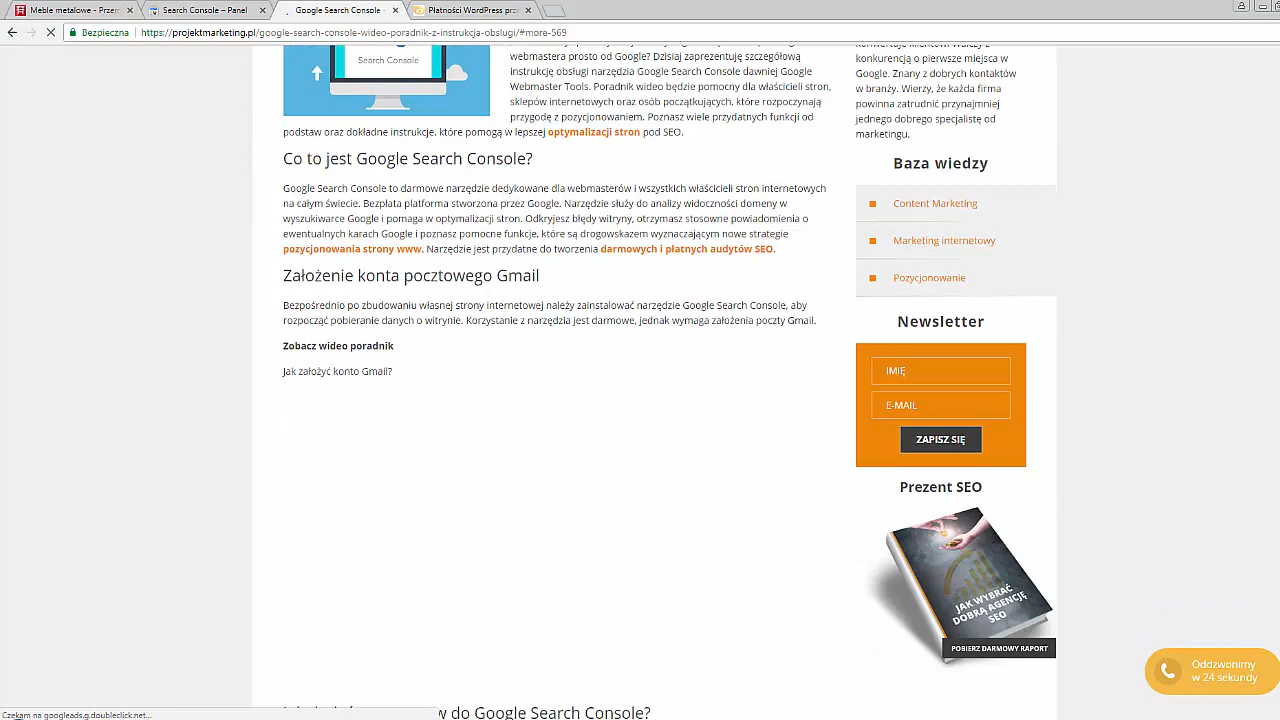 Meble metalowe - Przem
Search Console – Panel
Google Search Console -
Płatności WordPress prze
Bezpieczna
https://projektmarketing.pl/google-search-console-wideo-poradnik-z-instrukcja-obslugi/#more-569
Search Console
webmastera prosto od Google? Dzisiaj zaprezentuję szczegółową
instrukcję obsługi narzędzia Google Search Console dawniej Google
Webmaster Tools. Poradnik wideo będzie pomocny dla właścicieli stron,
sklepów internetowych oraz osób początkujących, które rozpoczynają
przygodę z pozycjonowaniem. Poznasz wiele przydatnych funkcji od
podstaw oraz dokładne instrukcje, które pomogą w lepszej optymalizacji stron pod SEO.
Co to jest Google Search Console?
Google Search Console to darmowe narzędzie dedykowane dla webmasterów i wszystkich właścicieli stron internetowych
na całym świecie. Bezpłata platforma stworzona przez Google. Narzędzie służy do analizy widoczności domeny w
wyszukiwarce Google i pomaga w optymalizacji stron. Odkryjesz błędy witryny, otrzymasz stosowne powiadomienia o
ewentualnych karach Google i poznasz pomocne funkcje, które są drogowskazem wyznaczającym nowe strategie
pozycjonowania strony www. Narzędzie jest przydatne do tworzenia darmowych i płatnych audytów SEO.
Założenie konta pocztowego Gmail
Bezpośrednio po zbudowaniu własnej strony internetowej należy zainstalować narzędzie Google Search Console, aby
rozpocząć pobieranie danych o witrynie. Korzystanie z narzędzia jest darmowe, jednak wymaga założenia poczty Gmail.
Zobacz wideo poradnik
Jak założyć konto Gmail?
w do Google Search Console?
konwertuje klientów. Walczy z
konkurencją o pierwsze miejsca w
Google. Znany z dobrych kontaktów
w branży. Wierzy, że każda firma
powinna zatrudnić przynajmniej
jednego dobrego specjalistę od
marketingu.
Baza wiedzy
Content Marketing
Marketing internetowy
Pozycjonowanie
Newsletter
IMIĘ
E-MAIL
ZAPISZ SIĘ
Prezent SEO
JAK WYBRAĆ
DOBRĄ AGENCJĘ
SEO
POBIERZ DARMOWY RAPORT
Oddzwonimy
w 24 sekundy
Czekam na googleads.g.doubleclick.net...